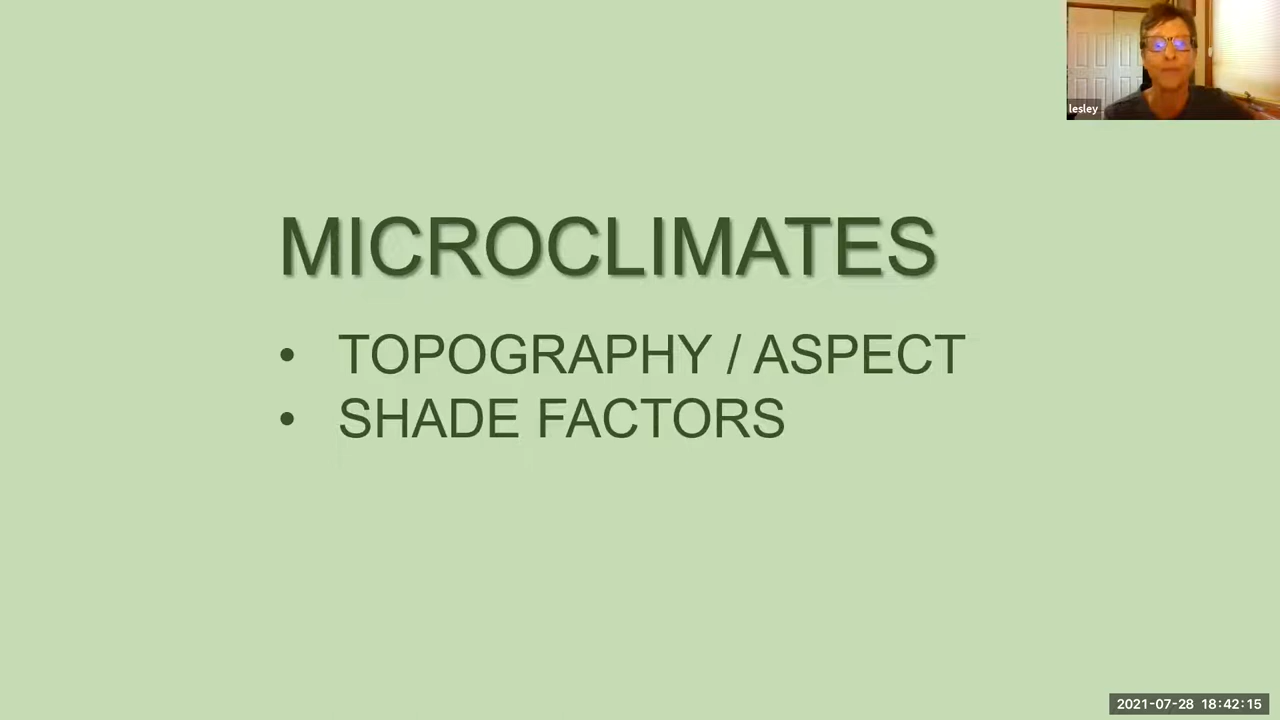 lesley
MICROCLIMATES
• TOPOGRAPHY / ASPECT
• SHADE FACTORS
2021-07-28 18:42:15